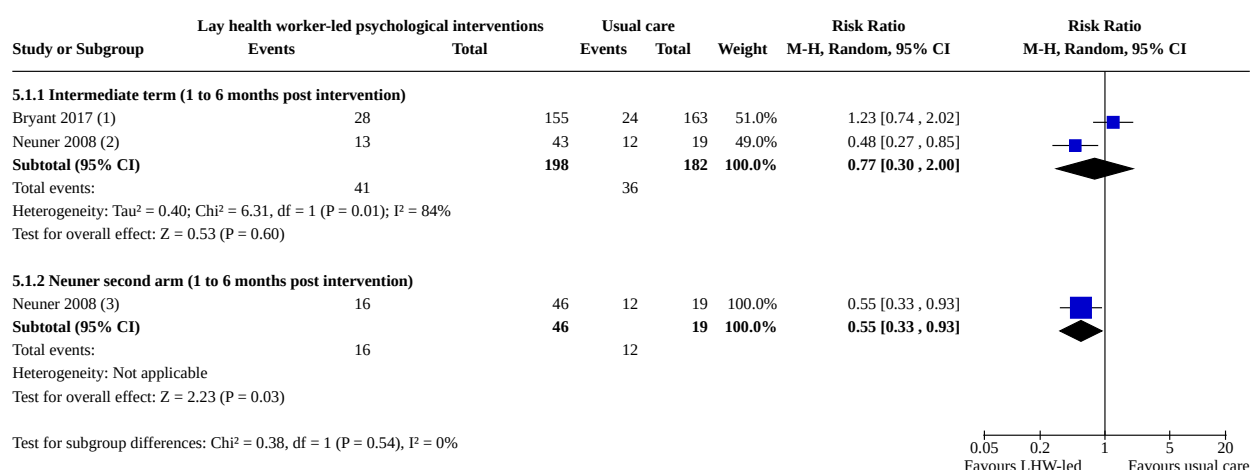 Lay health worker-led psychological interventions Usual care Risk Ratio Risk Ratio
Study or Subgroup Events Total Events Total Weight M-H, Random, 95% CI M-H, Random, 95% CI
5.1.1 Intermediate term (1 to 6 months post intervention)
Bryant 2017 (1) 28 155 24 163 51.0% 1.23 [0.74 , 2.02]
Neuner 2008 (2) 13 43 12 19 49.0% 0.48 [0.27 , 0.85]
Subtotal (95% CI) 198 182 100.0% 0.77 [0.30 , 2.00]
Total events: 41 36
Heterogeneity: Tau² = 0.40; Chi² = 6.31, df = 1 (P = 0.01); I² = 84%
Test for overall effect: Z = 0.53 (P = 0.60)
5.1.2 Neuner second arm (1 to 6 months post intervention)
Neuner 2008 (3) 16 46 12 19 100.0% 0.55 [0.33 , 0.93]
Subtotal (95% CI) 46 19 100.0% 0.55 [0.33 , 0.93]
Total events: 16 12
Heterogeneity: Not applicable
Test for overall effect: Z = 2.23 (P = 0.03)
Test for subgroup differences: Chi² = 0.38, df = 1 (P = 0.54), I² = 0%
0.05 0.2 1 5 20
Favours LHW-led Favours usual care